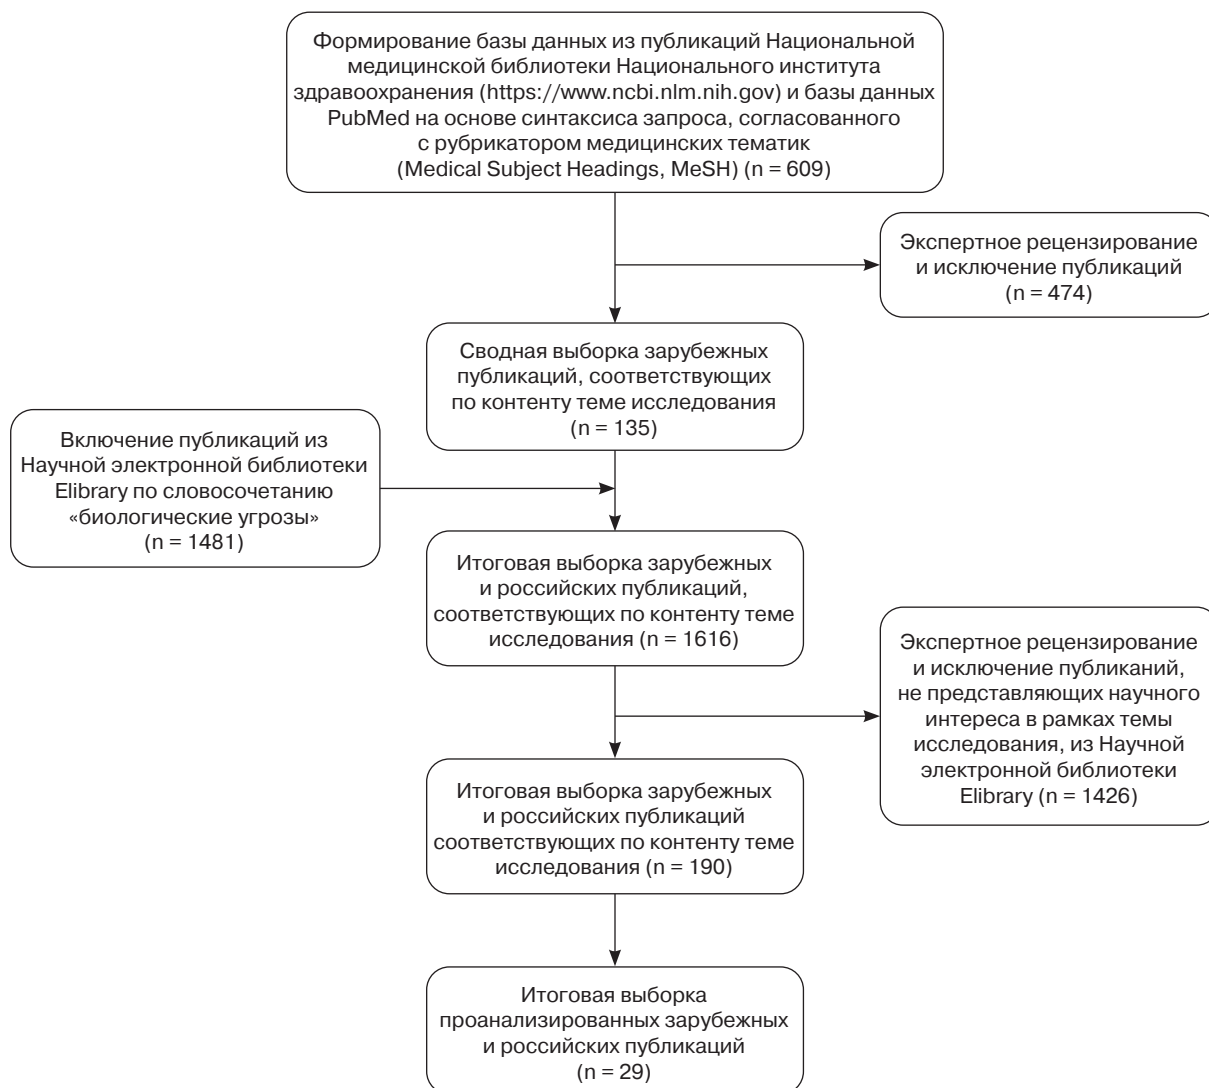 Формирование базы данных из публикаций Национальной
медицинской библиотеки Национального института
здравоохранения (https://www.ncbi.nlm.nih.gov) и базы данных
PubMed на основе синтаксиса запроса, согласованного
с рубрикатором медицинских тематик
(Medical Subject Headings, MeSH) (n = 609)
Экспертное рецензирование
и исключение публикаций
(n = 474)
Сводная выборка зарубежных
публикаций, соответствующих
по контенту теме исследования
(n = 135)
Включение публикаций из
Научной электронной библиотеки
Elibrary по словосочетанию
«биологические угрозы»
(n = 1481)
Итоговая выборка зарубежных
и российских публикаций,
соответствующих по контенту теме
исследования (n = 1616)
Экспертное рецензирование
и исключение публиканий,
не представляющих научного
интереса в рамках темы
исследования, из Научной
электронной библиотеки
Elibrary (n = 1426)
Итоговая выборка зарубежных
и российских публикаций
соответствующих по контенту теме
исследования (n = 190)
Итоговая выборка
проанализированных зарубежных
и российских публикаций
(n = 29)